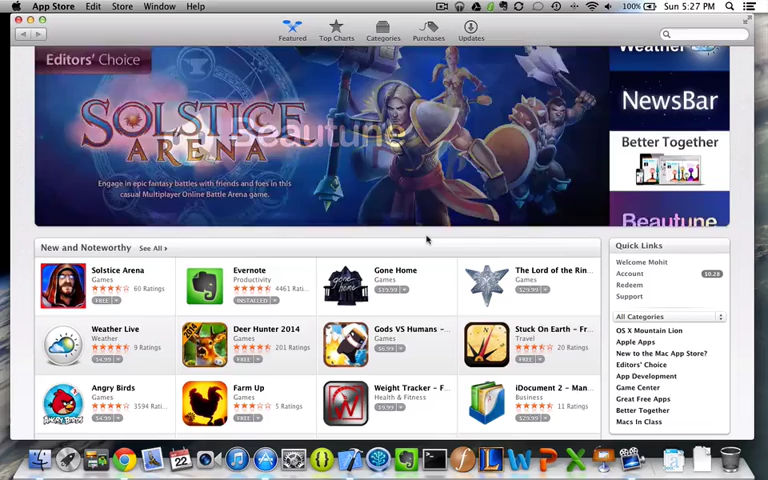 App Store Edit Store Window Help
100% Sun 5:27 PM
Featured Top Charts Categories Purchases Updates
Editors' Choice
SOLSTICE
ARENA
Beautune
Engage in epic fantasy battles with friends and foes in this
casual Multiplayer Online Battle Arena game.
Weather
NewsBar
Better Together
Beautune
New and Noteworthy See All >
Solstice Arena
Games
60 Ratings
FREE
Evernote
Productivity
4461 Rati...
INSTALLED
Gone Home
Games
$19.99
The Lord of the Rin...
Games
$29.99
Weather Live
Weather
9 Ratings
$4.99
Deer Hunter 2014
Games
201 Ratings
FREE
Gods VS Humans - ...
Games
$6.99
Stuck On Earth - Fr...
Travel
20 Ratings
FREE
Angry Birds
Games
3594 Rati...
$4.99
Farm Up
Games
5 Ratings
FREE
Weight Tracker - F...
Health & Fitness
$9.99
iDocument 2 - Man...
Business
11 Ratings
$29.99
Quick Links
Welcome Mohit
Account $0.28
Redeem
Support
All Categories
OS X Mountain Lion
Apple Apps
New to the Mac App Store?
Editors' Choice
App Development
Game Center
Great Free Apps
Better Together
Macs In Class